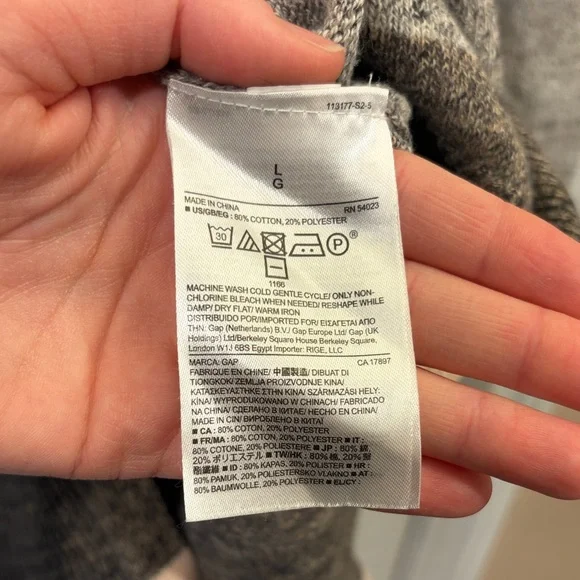 113177-S2-5
L
G
MADE IN CHINA RN 54023
■ US/GB/EG: 80% COTTON, 20% POLYESTER
30 P ®
1166
MACHINE WASH COLD GENTLE CYCLE/ ONLY NON-
CHLORINE BLEACH WHEN NEEDED/ RESHAPE WHILE
DAMP/ DRY FLAT/ WARM IRON
DISTRIBUIDO POR/IMPORTED FOR/ ΕΙΣΑΓΕΤΑΙ ΑΠΟ
ΤΗΝ: Gap (Netherlands) B.V./ Gap Europe Ltd/ Gap (UK
Holdings) Ltd/Berkeley Square House Berkeley Square,
London W1J 6BS Egypt Importer: RIGE, LLC
MARCA: GAP CA 17897
FABRIQUÉ EN CHINE/ 中國製造/ DIBUAT DI
TIONGKOK/ ZEMLJA PROIZVODNJE KINA/
ΚΑΤΑΣΚΕΥΑΣΤΗΚΕ ΣΤΗΝ ΚΙΝΑ/ SZÁRMAZÁSI HELY:
KÍNA/ WYPRODUKOWANO W CHINACH/ FABRICADO
NA CHINA/ СДЕЛАНО В КИТАЕ/ HECHO EN CHINA/
MADE IN CIN/ ВИРОБЛЕНО В КИТАЇ
■ CA : 80% COTTON, 20% POLYESTER
■ FR/MA : 80% COTON, 20% POLYESTER ■ IT :
80% COTONE, 20% POLIESTERE ■ JP : 80% 綿,
20% ポリエステル ■ TW/HK : 80% 棉, 20% 聚
酯纖維 ■ ID : 80% KAPAS, 20% POLISTER ■ HR :
80% PAMUK, 20% POLIESTERSKO VLAKNO ■ AT :
80% BAUMWOLLE, 20% POLYESTER ■ EL/CY :